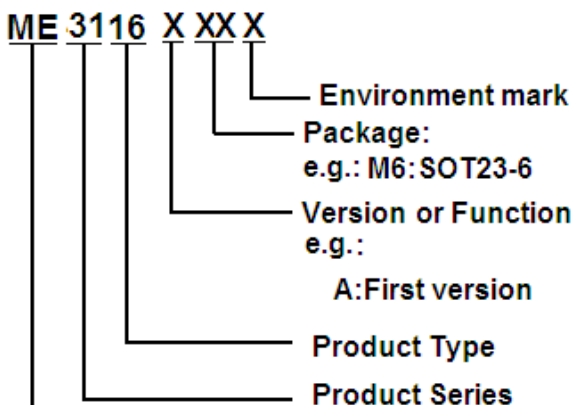 ME 3116 X XX X
Environment mark
Package:
e.g.: M6:SOT23-6
Version or Function
e.g.:
A:First version
Product Type
Product Series